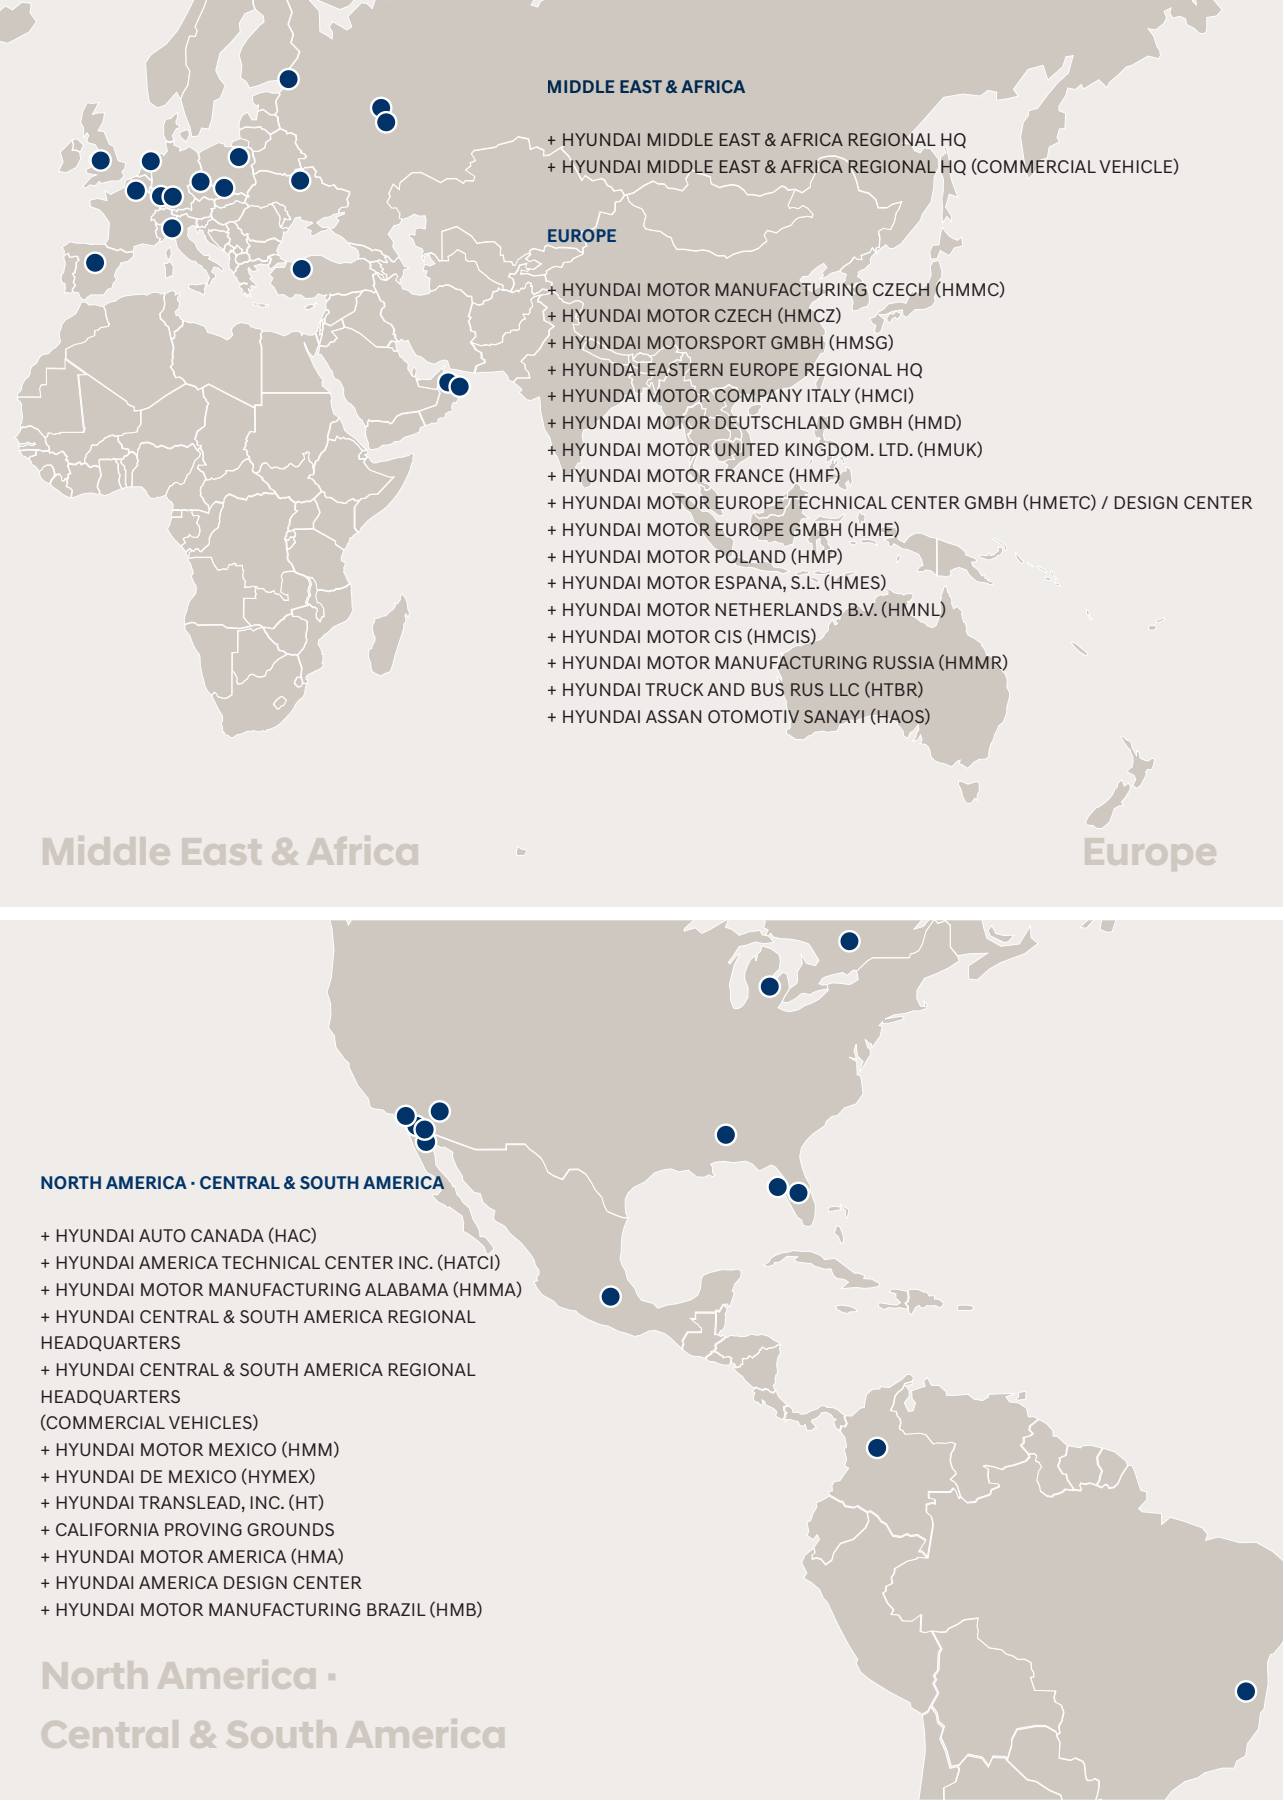 MIDDLE EAST & AFRICA
+ HYUNDAI MIDDLE EAST & AFRICA REGIONAL HQ
+ HYUNDAI MIDDLE EAST & AFRICA REGIONAL HQ (COMMERCIAL VEHICLE)
EUROPE
+ HYUNDAI MOTOR MANUFACTURING CZECH (HMMC)
+ HYUNDAI MOTOR CZECH (HMCZ)
+ HYUNDAI MOTORSPORT GMBH (HMSG)
+ HYUNDAI EASTERN EUROPE REGIONAL HQ
+ HYUNDAI MOTOR COMPANY ITALY (HMCI)
+ HYUNDAI MOTOR DEUTSCHLAND GMBH (HMD)
+ HYUNDAI MOTOR UNITED KINGDOM. LTD. (HMUK)
+ HYUNDAI MOTOR FRANCE (HMF)
+ HYUNDAI MOTOR EUROPE TECHNICAL CENTER GMBH (HMETC) / DESIGN CENTER
+ HYUNDAI MOTOR EUROPE GMBH (HME)
+ HYUNDAI MOTOR POLAND (HMP)
+ HYUNDAI MOTOR ESPANA, S.L. (HMES)
+ HYUNDAI MOTOR NETHERLANDS B.V. (HMNL)
+ HYUNDAI MOTOR CIS (HMCIS)
+ HYUNDAI MOTOR MANUFACTURING RUSSIA (HMMR)
+ HYUNDAI TRUCK AND BUS RUS LLC (HTBR)
+ HYUNDAI ASSAN OTOMOTIV SANAYI (HAOS)
Middle East & Africa
Europe
NORTH AMERICA · CENTRAL & SOUTH AMERICA
+ HYUNDAI AUTO CANADA (HAC)
+ HYUNDAI AMERICA TECHNICAL CENTER INC. (HATCI)
+ HYUNDAI MOTOR MANUFACTURING ALABAMA (HMMA)
+ HYUNDAI CENTRAL & SOUTH AMERICA REGIONAL
HEADQUARTERS
+ HYUNDAI CENTRAL & SOUTH AMERICA REGIONAL
HEADQUARTERS
(COMMERCIAL VEHICLES)
+ HYUNDAI MOTOR MEXICO (HMM)
+ HYUNDAI DE MEXICO (HYMEX)
+ HYUNDAI TRANSLEAD, INC. (HT)
+ CALIFORNIA PROVING GROUNDS
+ HYUNDAI MOTOR AMERICA (HMA)
+ HYUNDAI AMERICA DESIGN CENTER
+ HYUNDAI MOTOR MANUFACTURING BRAZIL (HMB)
North America ·
Central & South America